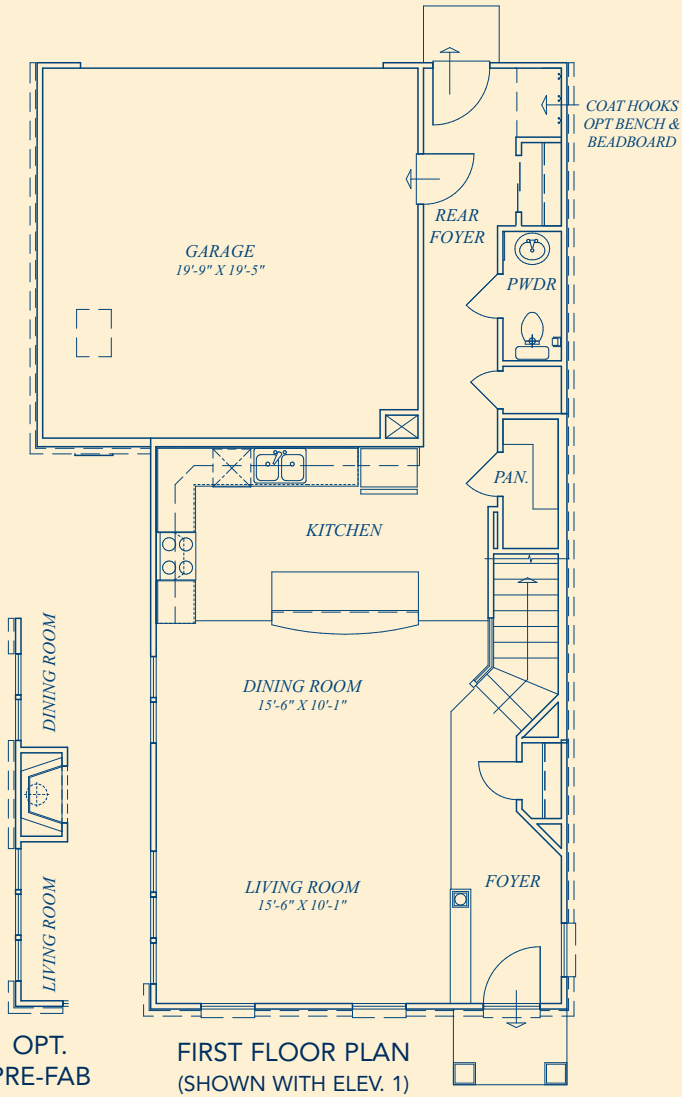 COAT HOOKS
OPT BENCH &
BEADBOARD
REAR
FOYER
GARAGE
19'-9" X 19'-5"
PWDR
PAN.
KITCHEN
DINING ROOM
15'-6" X 10'-1"
DINING ROOM
LIVING ROOM
15'-6" X 10'-1"
FOYER
LIVING ROOM
OPT.
PRE-FAB
FIRST FLOOR PLAN
(SHOWN WITH ELEV. 1)